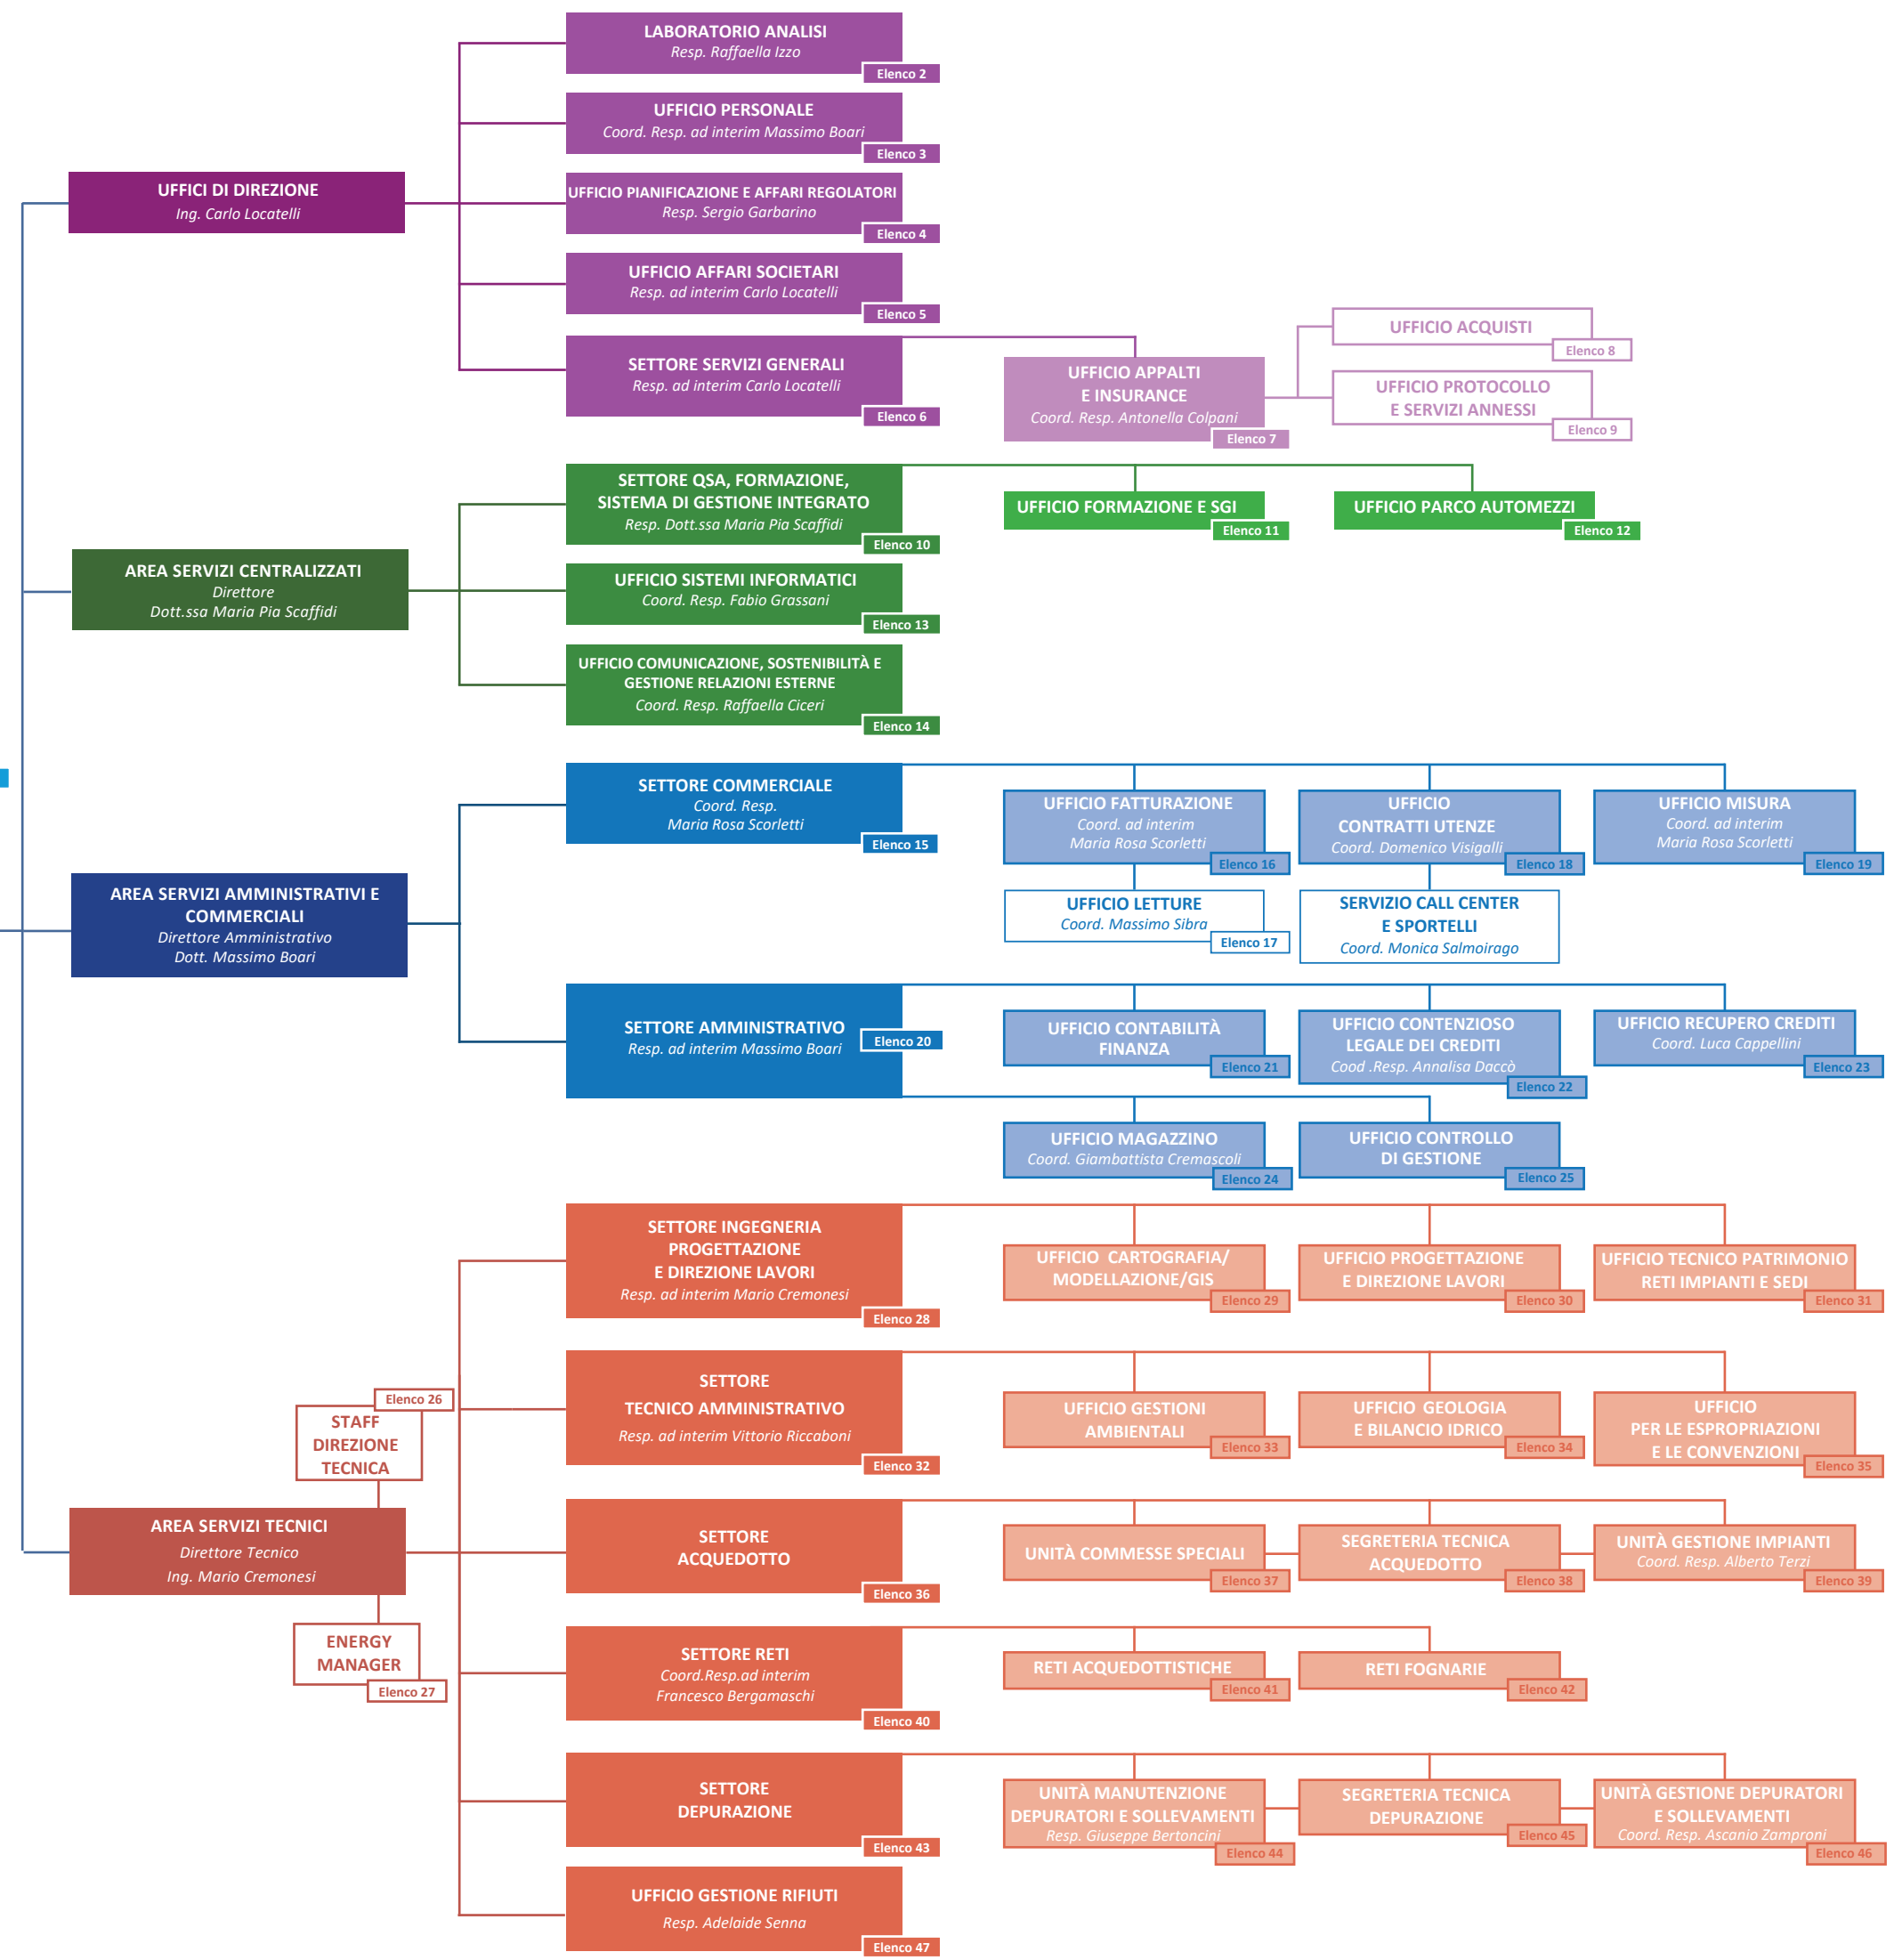 LABORATORIO ANALISI
Resp. Raffaella Izzo
Elenco 2
UFFICIO PERSONALE
Coord. Resp. ad interim Massimo Boari
Elenco 3
UFFICI DI DIREZIONE
Ing. Carlo Locatelli
UFFICIO PIANIFICAZIONE E AFFARI REGOLATORI
Resp. Sergio Garbarino
Elenco 4
UFFICIO AFFARI SOCIETARI
Resp. ad interim Carlo Locatelli
Elenco 5
SETTORE SERVIZI GENERALI
Resp. ad interim Carlo Locatelli
Elenco 6
UFFICIO APPALTI
E INSURANCE
Coord. Resp. Antonella Colpani
Elenco 7
UFFICIO ACQUISTI
Elenco 8
UFFICIO PROTOCOLLO
E SERVIZI ANNESSI
Elenco 9
SETTORE QSA, FORMAZIONE,
SISTEMA DI GESTIONE INTEGRATO
Resp. Dott.ssa Maria Pia Scaffidi
Elenco 10
UFFICIO FORMAZIONE E SGI
Elenco 11
UFFICIO PARCO AUTOMEZZI
Elenco 12
AREA SERVIZI CENTRALIZZATI
Direttore
Dott.ssa Maria Pia Scaffidi
UFFICIO SISTEMI INFORMATICI
Coord. Resp. Fabio Grassani
Elenco 13
UFFICIO COMUNICAZIONE, SOSTENIBILITÀ E
GESTIONE RELAZIONI ESTERNE
Coord. Resp. Raffaella Ciceri
Elenco 14
SETTORE COMMERCIALE
Coord. Resp.
Maria Rosa Scorletti
Elenco 15
UFFICIO FATTURAZIONE
Coord. ad interim
Maria Rosa Scorletti
Elenco 16
UFFICIO
CONTRATTI UTENZE
Coord. Domenico Visigalli
Elenco 18
UFFICIO MISURA
Coord. ad interim
Maria Rosa Scorletti
Elenco 19
AREA SERVIZI AMMINISTRATIVI E
COMMERCIALI
Direttore Amministrativo
Dott. Massimo Boari
UFFICIO LETTURE
Coord. Massimo Sibra
Elenco 17
SERVIZIO CALL CENTER
E SPORTELLI
Coord. Monica Salmoirago
SETTORE AMMINISTRATIVO
Resp. ad interim Massimo Boari
Elenco 20
UFFICIO CONTABILITÀ
FINANZA
Elenco 21
UFFICIO CONTENZIOSO
LEGALE DEI CREDITI
Cood .Resp. Annalisa Daccò
Elenco 22
UFFICIO RECUPERO CREDITI
Coord. Luca Cappellini
Elenco 23
UFFICIO MAGAZZINO
Coord. Giambattista Cremascoli
Elenco 24
UFFICIO CONTROLLO
DI GESTIONE
Elenco 25
SETTORE INGEGNERIA
PROGETTAZIONE
E DIREZIONE LAVORI
Resp. ad interim Mario Cremonesi
Elenco 28
UFFICIO CARTOGRAFIA/
MODELLAZIONE/GIS
Elenco 29
UFFICIO PROGETTAZIONE
E DIREZIONE LAVORI
Elenco 30
UFFICIO TECNICO PATRIMONIO
RETI IMPIANTI E SEDI
Elenco 31
Elenco 26
STAFF
DIREZIONE
TECNICA
SETTORE
TECNICO AMMINISTRATIVO
Resp. ad interim Vittorio Riccaboni
Elenco 32
UFFICIO GESTIONI
AMBIENTALI
Elenco 33
UFFICIO GEOLOGIA
E BILANCIO IDRICO
Elenco 34
UFFICIO
PER LE ESPROPRIAZIONI
E LE CONVENZIONI
Elenco 35
AREA SERVIZI TECNICI
Direttore Tecnico
Ing. Mario Cremonesi
SETTORE
ACQUEDOTTO
Elenco 36
UNITÀ COMMESSE SPECIALI
Elenco 37
SEGRETERIA TECNICA
ACQUEDOTTO
Elenco 38
UNITÀ GESTIONE IMPIANTI
Coord. Resp. Alberto Terzi
Elenco 39
ENERGY
MANAGER
Elenco 27
SETTORE RETI
Coord.Resp.ad interim
Francesco Bergamaschi
Elenco 40
RETI ACQUEDOTTISTICHE
Elenco 41
RETI FOGNARIE
Elenco 42
SETTORE
DEPURAZIONE
Elenco 43
UNITÀ MANUTENZIONE
DEPURATORI E SOLLEVAMENTI
Resp. Giuseppe Bertoncini
Elenco 44
SEGRETERIA TECNICA
DEPURAZIONE
Elenco 45
UNITÀ GESTIONE DEPURATORI
E SOLLEVAMENTI
Coord. Resp. Ascanio Zamproni
Elenco 46
UFFICIO GESTIONE RIFIUTI
Resp. Adelaide Senna
Elenco 47